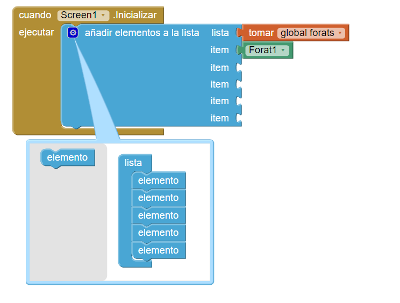 cuando Screen1 .Inicializar
ejecutar añadir elementos a la lista lista tomar global forats
item Forat1
item
item
item
item
elemento lista
elemento
elemento
elemento
elemento
elemento